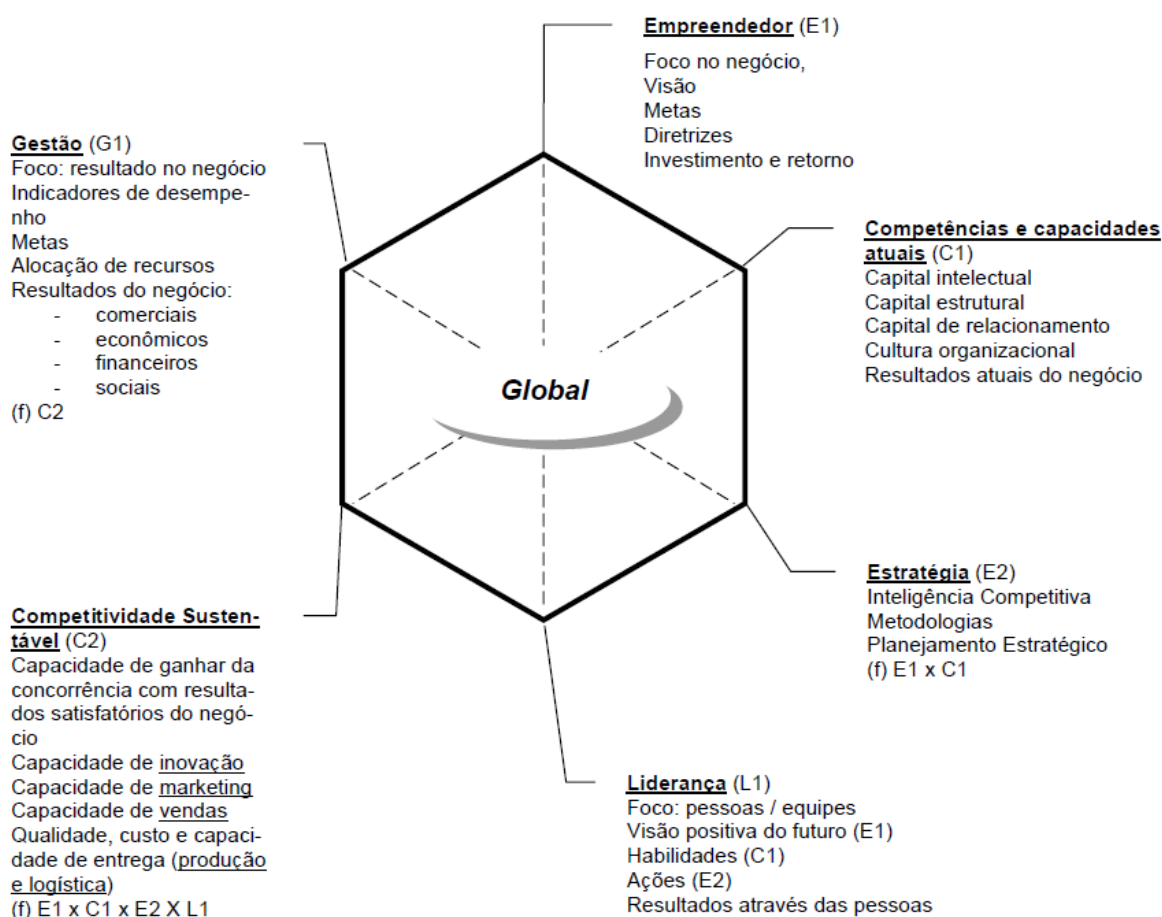 Empreendedor (E1)
Foco no negócio,
Visão
Metas
Diretrizes
Investimento e retorno
Gestão (G1)
Foco: resultado no negócio
Indicadores de desempe-
nho
Metas
Alocação de recursos
Resultados do negócio:
- comerciais
- econômicos
- financeiros
- sociais
(f) C2
Competências e capacidades
atuais (C1)
Capital intelectual
Capital estrutural
Capital de relacionamento
Cultura organizacional
Resultados atuais do negócio
Global
Estratégia (E2)
Inteligência Competitiva
Metodologias
Planejamento Estratégico
(f) E1 x C1
Competitividade Susten-
tável (C2)
Capacidade de ganhar da
concorrência com resulta-
dos satisfatórios do negó-
cio
Capacidade de inovação
Capacidade de marketing
Capacidade de vendas
Qualidade, custo e capaci-
dade de entrega (produção
e logística)
(f) E1 x C1 x E2 X L1
Liderança (L1)
Foco: pessoas / equipes
Visão positiva do futuro (E1)
Habilidades (C1)
Ações (E2)
Resultados através das pessoas